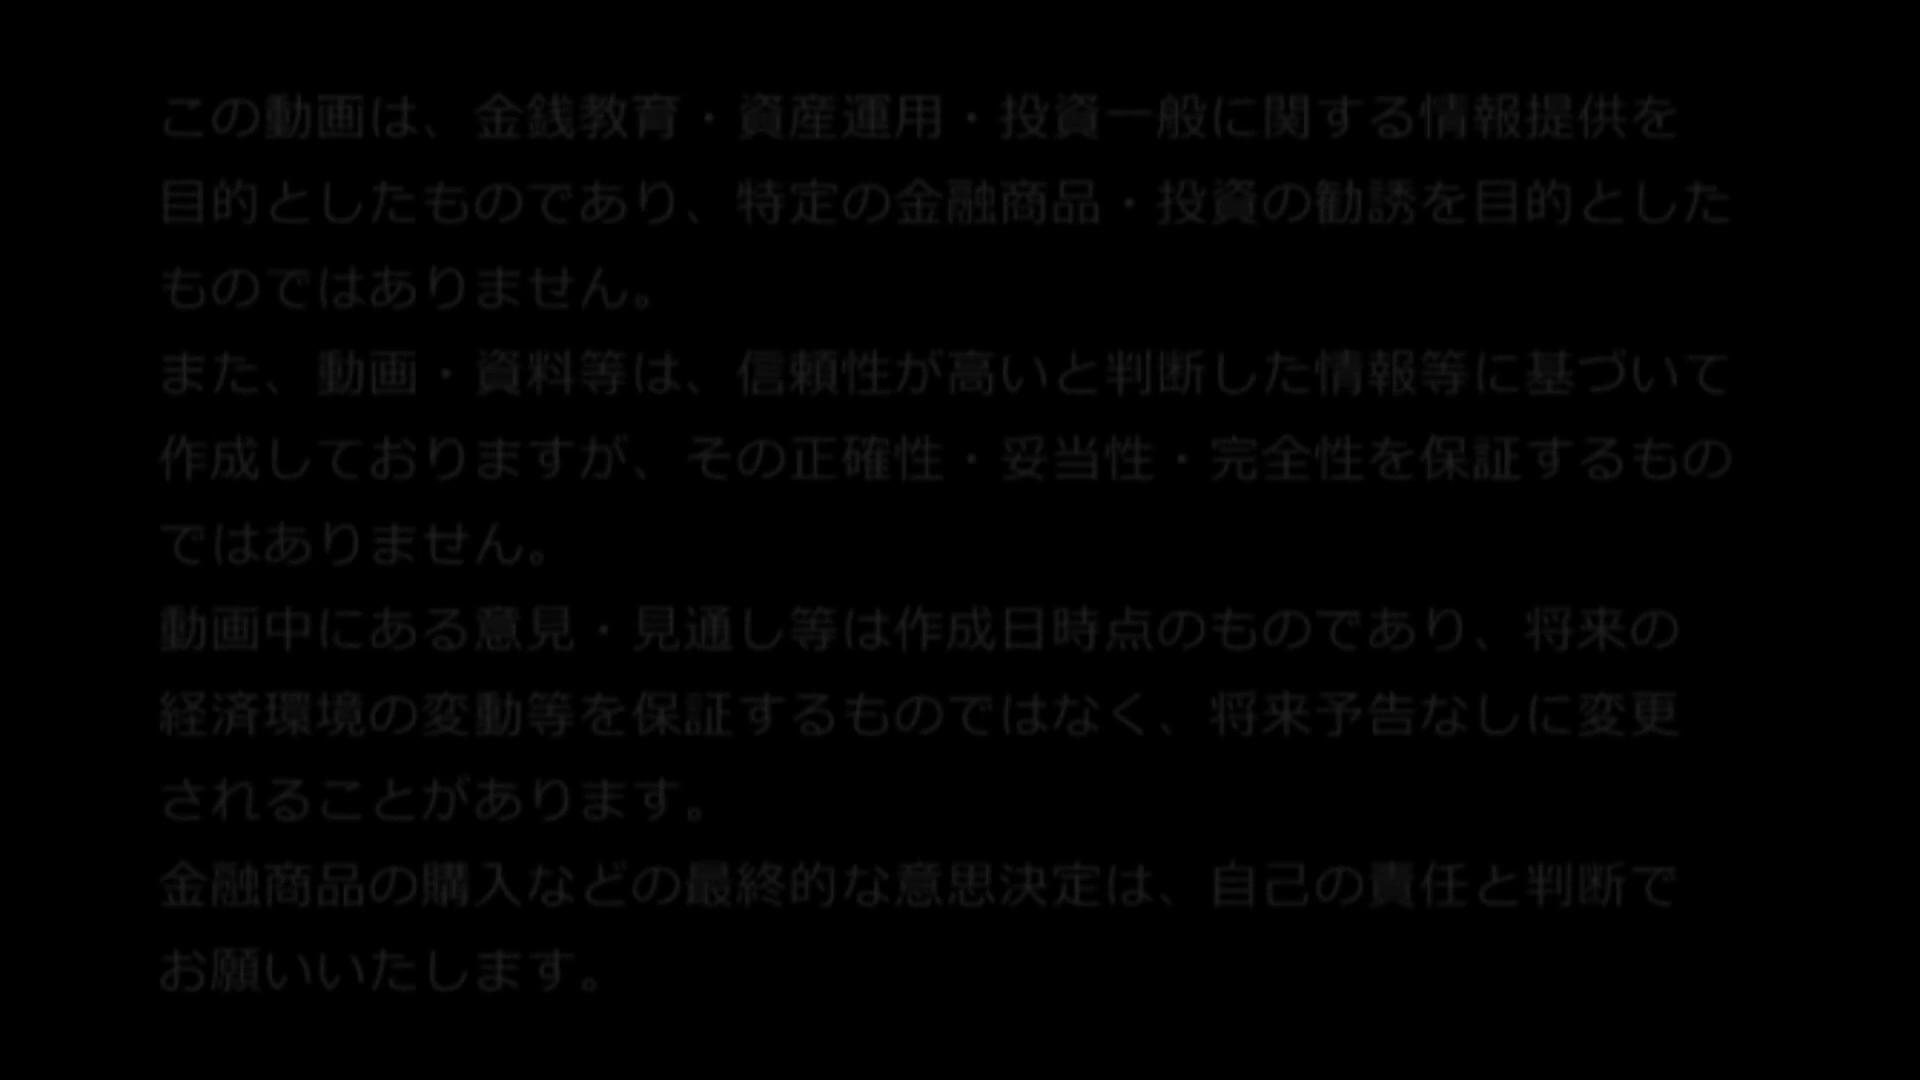 この動画は、金銭教育・資産運用・投資一般に関する情報提供を
目的としたものであり、特定の金融商品・投資の勧誘を目的とした
ものではありません。
また、動画・資料等は、信頼性が高いと判断した情報等に基づいて
作成しておりますが、その正確性・妥当性・完全性を保証するもの
ではありません。
動画中にある意見・見通し等は作成日時点のものであり、将来の
経済環境の変動等を保証するものではなく、将来予告なしに変更
されることがあります。
金融商品の購入などの最終的な意思決定は、自己の責任と判断で
お願いいたします。